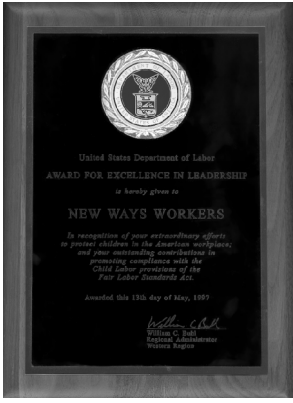 United States Department of Labor
AWARD FOR EXCELLENCE IN LEADERSHIP
is hereby given to
NEW WAYS WORKERS
In recognition of your extraordinary efforts
to protect children in the American workplace;
and your outstanding contributions in
promoting compliance with the
Child Labor provisions of the
Fair Labor Standards Act.
Awarded this 13th day of May, 1997
William C. Buhl
William C. Buhl
Regional Administrator
Western Region